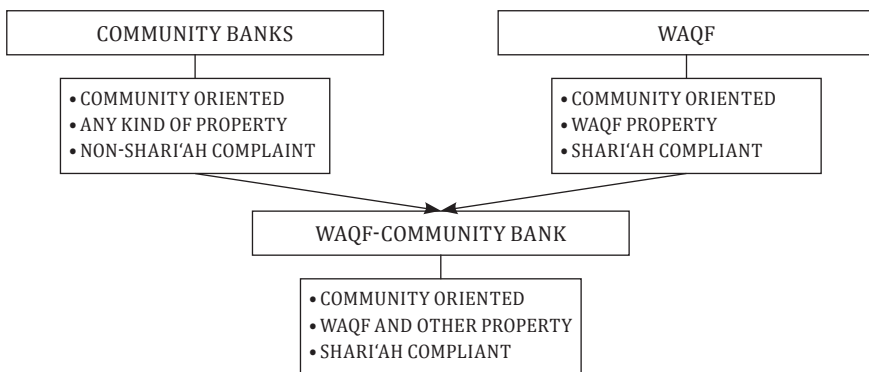 COMMUNITY BANKS
• COMMUNITY ORIENTED
• ANY KIND OF PROPERTY
• NON-SHARI‘AH COMPLAINT
WAQF
• COMMUNITY ORIENTED
• WAQF PROPERTY
• SHARI‘AH COMPLIANT
WAQF-COMMUNITY BANK
• COMMUNITY ORIENTED
• WAQF AND OTHER PROPERTY
• SHARI‘AH COMPLIANT